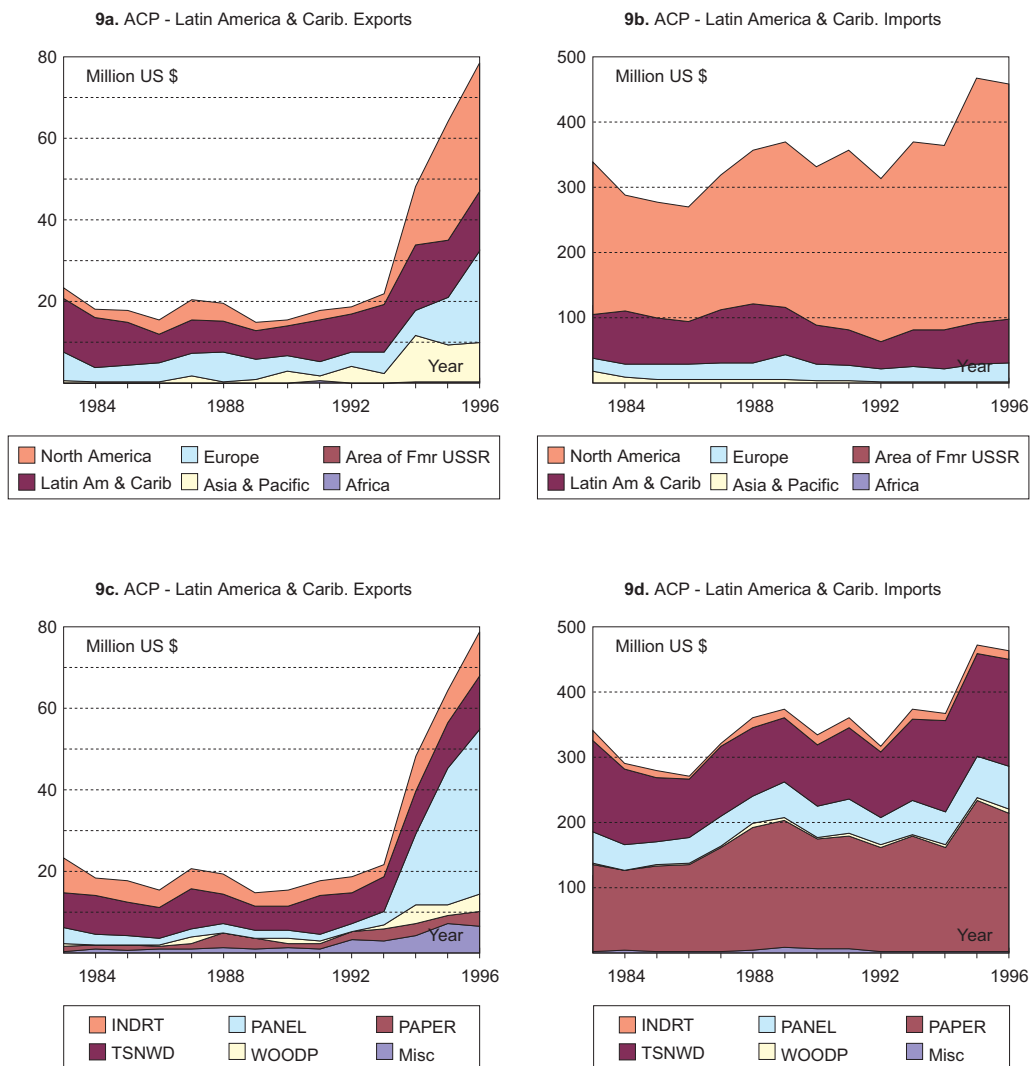 9a. ACP - Latin America & Carib. Exports
80
Million US $
60
40
20
Year
1984 1988 1992 1996
North America Europe Area of Fmr USSR
Latin Am & Carib Asia & Pacific Africa
9b. ACP - Latin America & Carib. Imports
500
Million US $
400
300
200
100
Year
1984 1988 1992 1996
North America Europe Area of Fmr USSR
Latin Am & Carib Asia & Pacific Africa
9c. ACP - Latin America & Carib. Exports
80
Million US $
60
40
20
Year
1984 1988 1992 1996
INDRT PANEL PAPER
TSNWD WOODP Misc
9d. ACP - Latin America & Carib. Imports
500
Million US $
400
300
200
100
Year
1984 1988 1992 1996
INDRT PANEL PAPER
TSNWD WOODP Misc